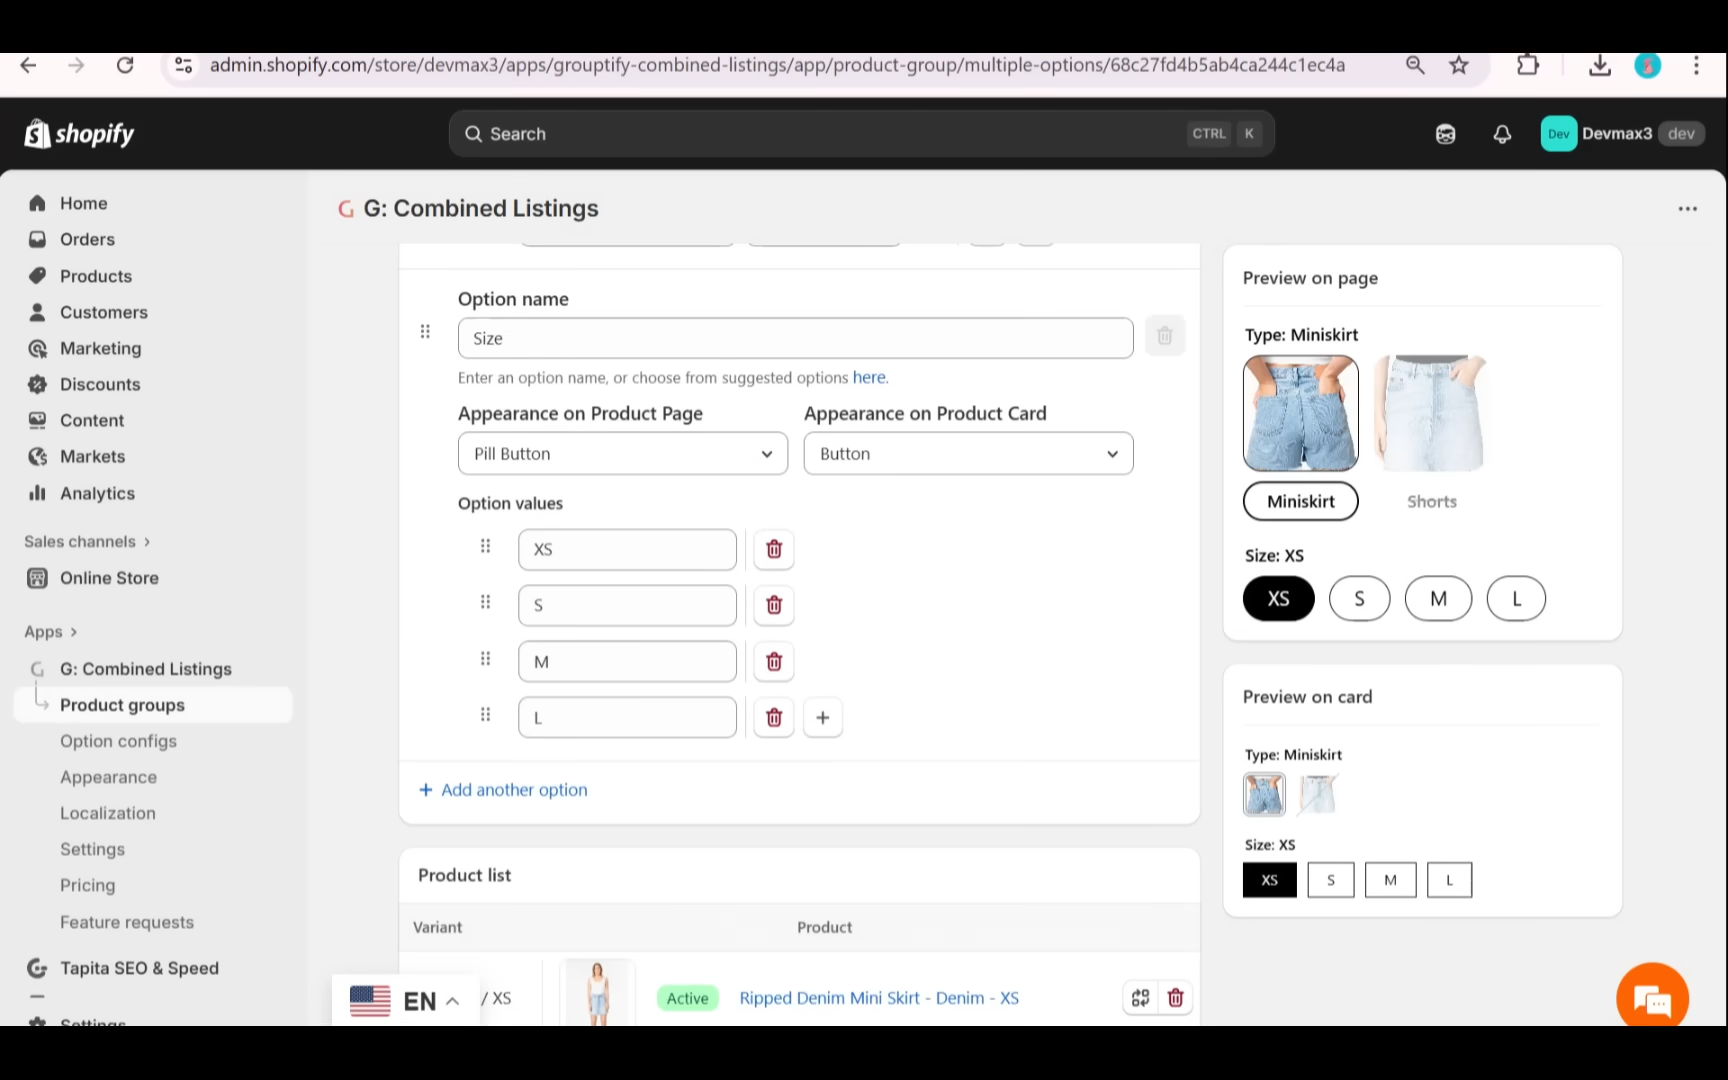 admin.shopify.com/store/devmax3/apps/grouptify-combined-listings/app/product-group/multiple-options/68c27fd4b5ab4ca244c1ec4a
shopify
Search
CTRL K
Dev Devmax3 dev
Home
Orders
Products
Customers
Marketing
Discounts
Content
Markets
Analytics
Sales channels
Online Store
Apps
G: Combined Listings
Product groups
Option configs
Appearance
Localization
Settings
Pricing
Feature requests
Tapita SEO & Speed
Settings
G: Combined Listings
Option name
Size
Enter an option name, or choose from suggested options here.
Appearance on Product Page
Appearance on Product Card
Pill Button
Button
Option values
XS
S
M
L
+ Add another option
Product list
Variant
Product
/ XS
Active
Ripped Denim Mini Skirt - Denim - XS
EN
Preview on page
Type: Miniskirt
Miniskirt
Shorts
Size: XS
XS S M L
Preview on card
Type: Miniskirt
Size: XS
XS S M L